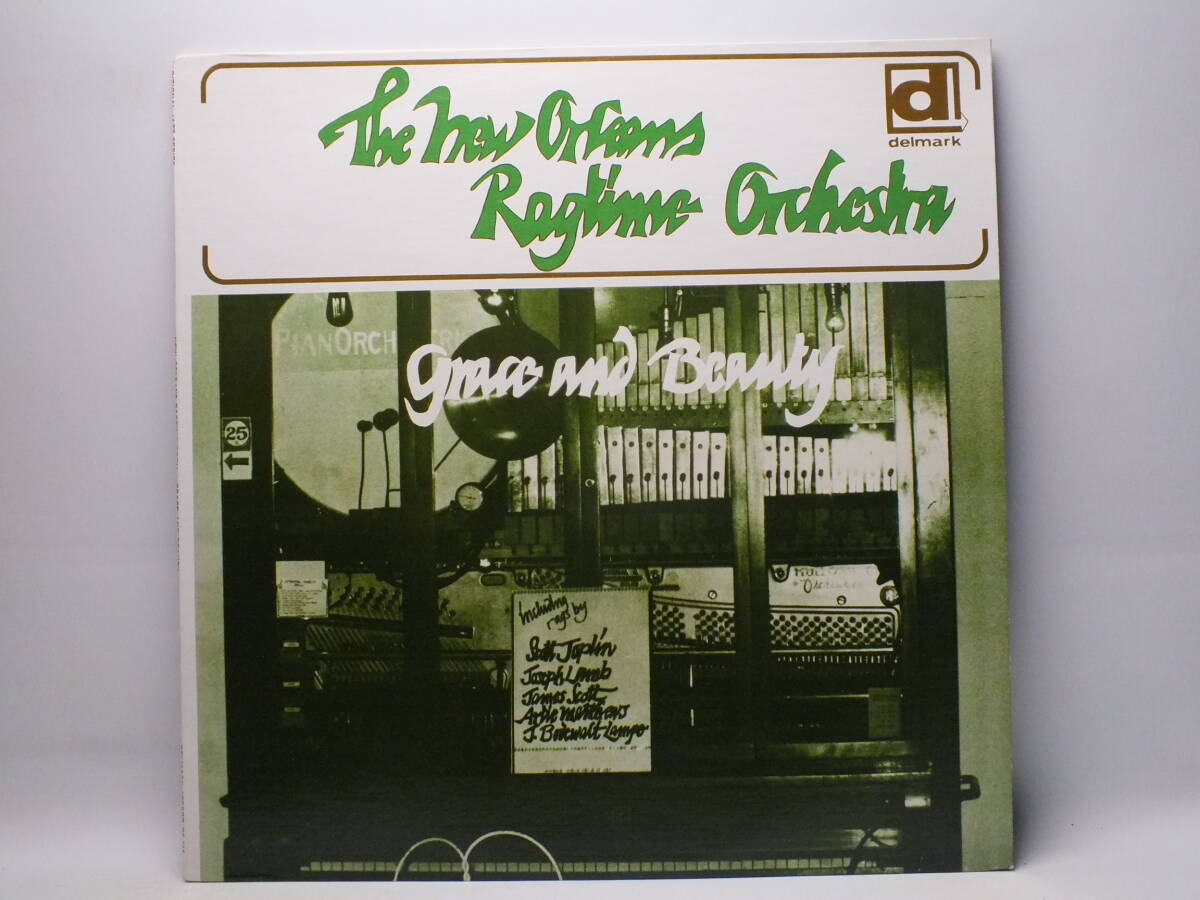 The New Orleans
Ragtime Orchestra
delmark
PIANORCH
Grace and Beauty
25
Including
rags by
Scott Joplin
Joseph Lamb
James Scott
Artie Matthews
J. Bodewalt Lampe